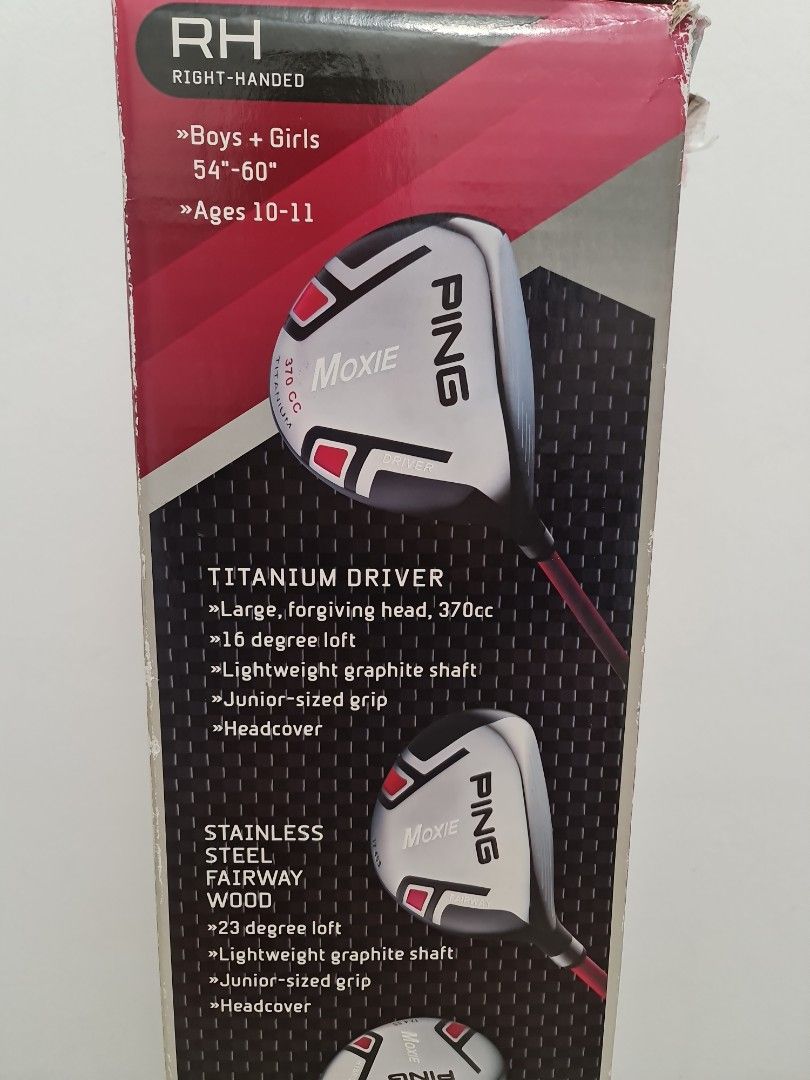 RH
RIGHT-HANDED
»Boys + Girls
54"-60"
»Ages 10-11
PING
MOXIE
370 CC
TITANIUM
DRIVER
TITANIUM DRIVER
»Large, forgiving head, 370cc
»16 degree loft
»Lightweight graphite shaft
»Junior-sized grip
»Headcover
PING
MOXIE
FAIRWAY
STAINLESS
STEEL
FAIRWAY
WOOD
»23 degree loft
»Lightweight graphite shaft
»Junior-sized grip
»Headcover
MOXIE
PING